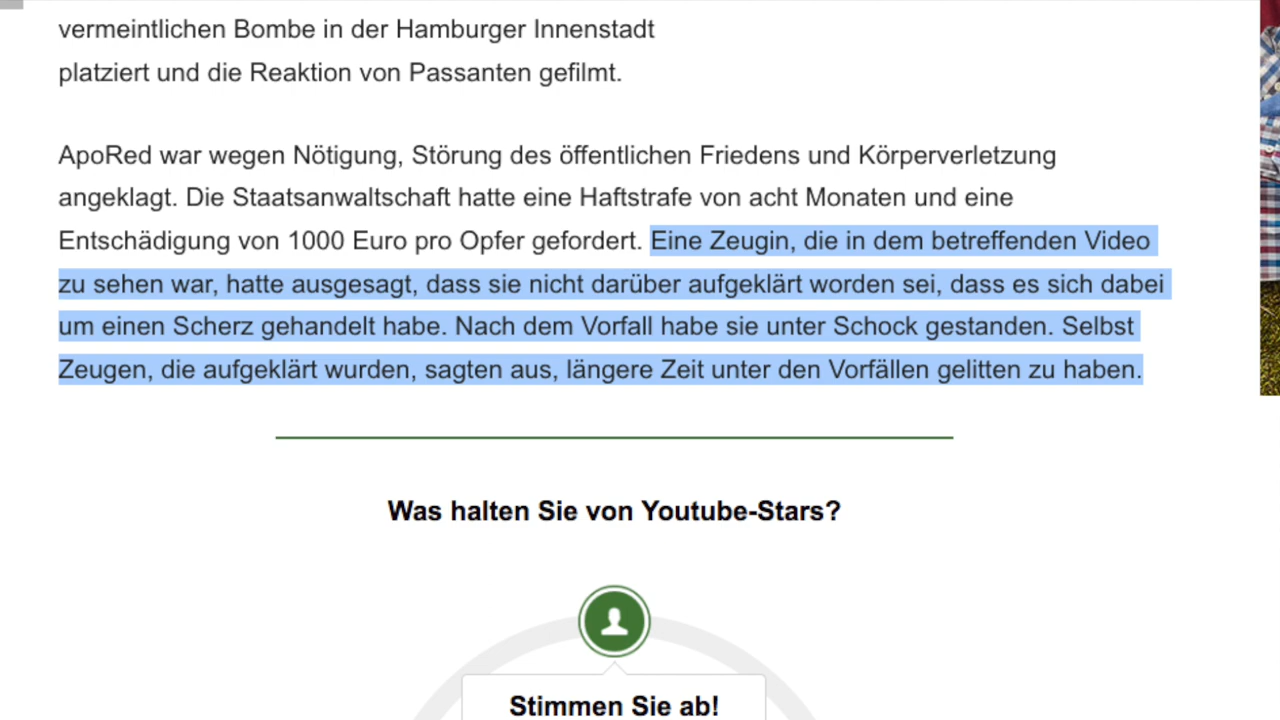 vermeintlichen Bombe in der Hamburger Innenstadt
platziert und die Reaktion von Passanten gefilmt.
ApoRed war wegen Nötigung, Störung des öffentlichen Friedens und Körperverletzung
angeklagt. Die Staatsanwaltschaft hatte eine Haftstrafe von acht Monaten und eine
Entschädigung von 1000 Euro pro Opfer gefordert. Eine Zeugin, die in dem betreffenden Video
zu sehen war, hatte ausgesagt, dass sie nicht darüber aufgeklärt worden sei, dass es sich dabei
um einen Scherz gehandelt habe. Nach dem Vorfall habe sie unter Schock gestanden. Selbst
Zeugen, die aufgeklärt wurden, sagten aus, längere Zeit unter den Vorfällen gelitten zu haben.
Was halten Sie von Youtube-Stars?
Stimmen Sie ab!